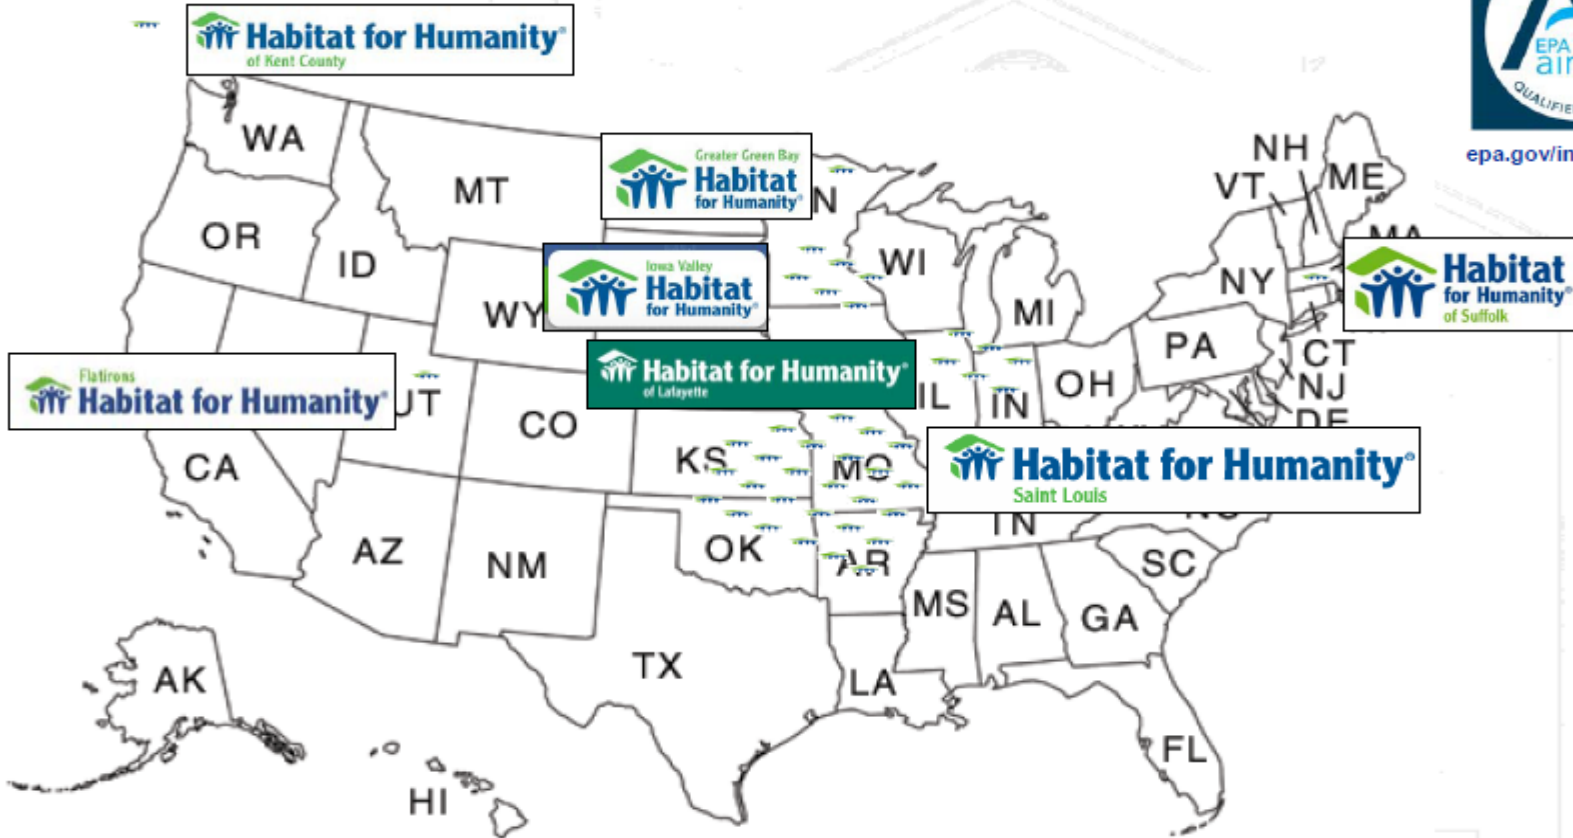 Habitat for Humanity®
of Kent County
EPA
air
QUALIFIE
epa.gov/in
WA
MT
OR
ID
WY
Greater Green Bay
Habitat
for Humanity®
N
WI
MI
NH
VT
ME
MA
NY
PA
CT
NJ
DE
OH
Iowa Valley
Habitat
for Humanity®
Habitat
for Humanity®
of Suffolk
Flatirons
Habitat for Humanity®
UT
CO
Habitat for Humanity®
of Lafayette
IL
IN
CA
KS
MO
Habitat for Humanity®
Saint Louis
TN
NC
AZ
NM
OK
AR
SC
MS
AL
GA
TX
LA
FL
AK
HI